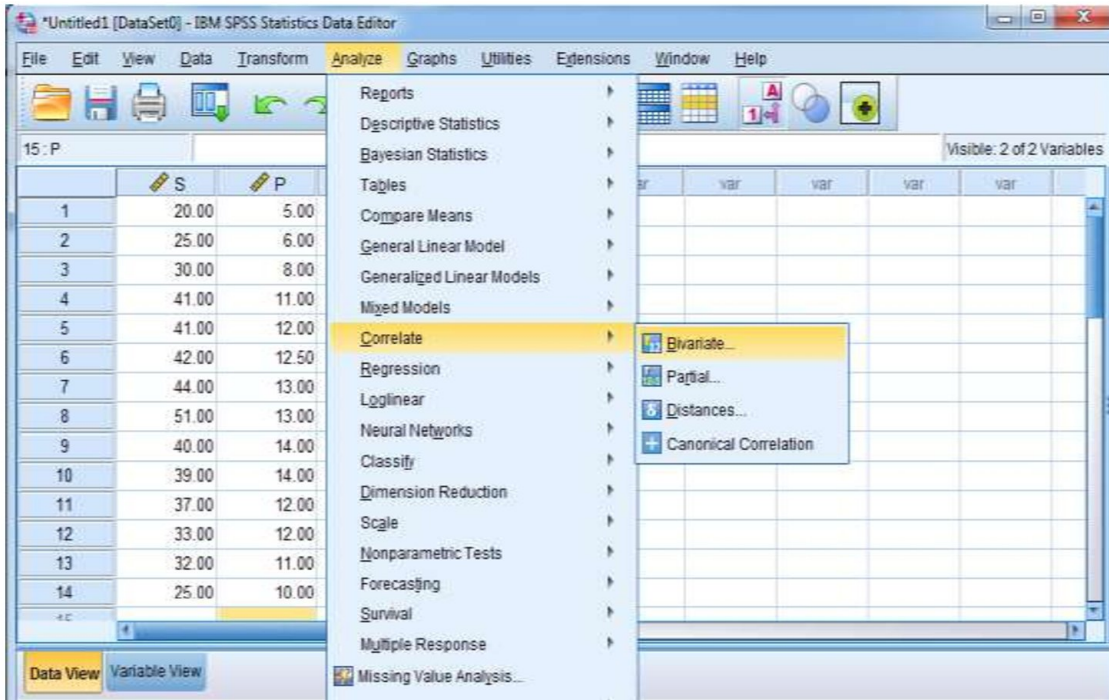 *Untitled1 [DataSet0] - IBM SPSS Statistics Data Editor
File Edit View Data Transform Analyze Graphs Utilities Extensions Window Help
15 : P
Visible: 2 of 2 Variables
S P var var var var
1 20.00 5.00
2 25.00 6.00
3 30.00 8.00
4 41.00 11.00
5 41.00 12.00
6 42.00 12.50
7 44.00 13.00
8 51.00 13.00
9 40.00 14.00
10 39.00 14.00
11 37.00 12.00
12 33.00 12.00
13 32.00 11.00
14 25.00 10.00
Reports
Descriptive Statistics
Bayesian Statistics
Tables
Compare Means
General Linear Model
Generalized Linear Models
Mixed Models
Correlate
Regression
Loglinear
Neural Networks
Classify
Dimension Reduction
Scale
Nonparametric Tests
Forecasting
Survival
Multiple Response
Missing Value Analysis...
Bivariate...
Partial...
Distances...
Canonical Correlation
Data View Variable View